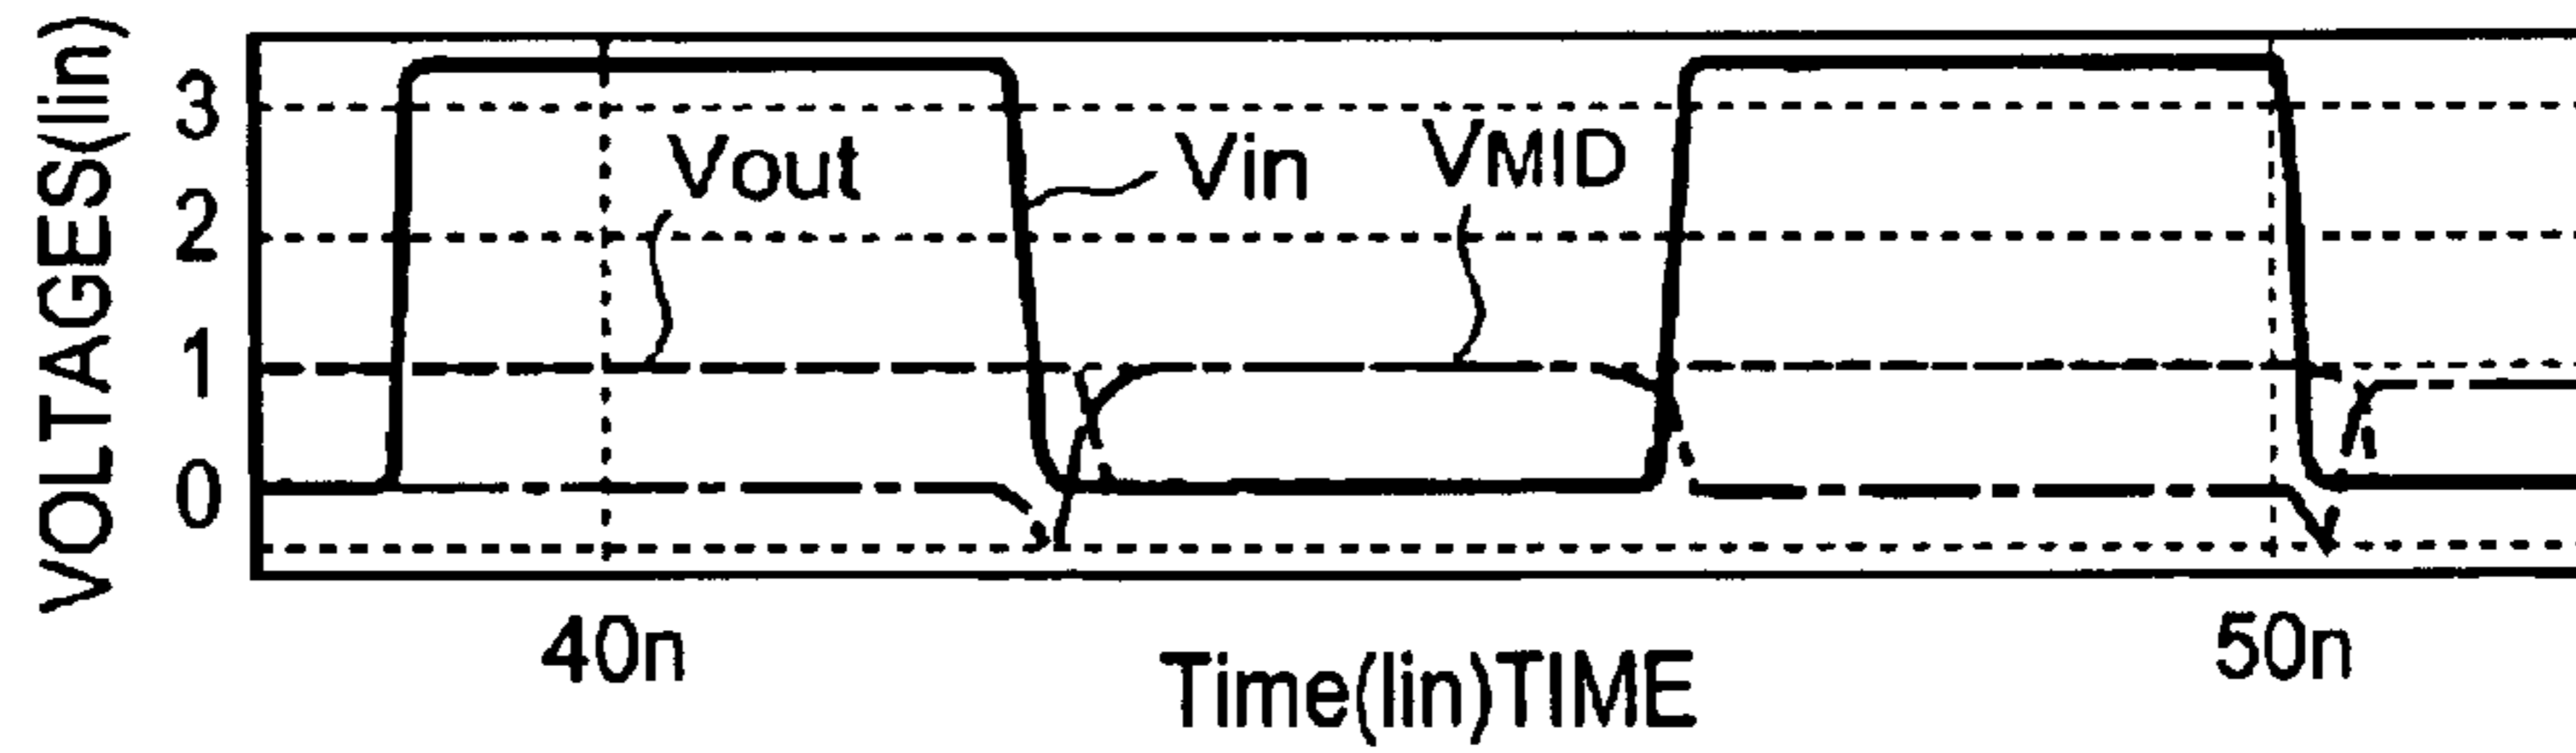 VOLTAGES(lin)
3
2
1
0
Vout
Vin
VMID
40n
50n
Time(lin)TIME